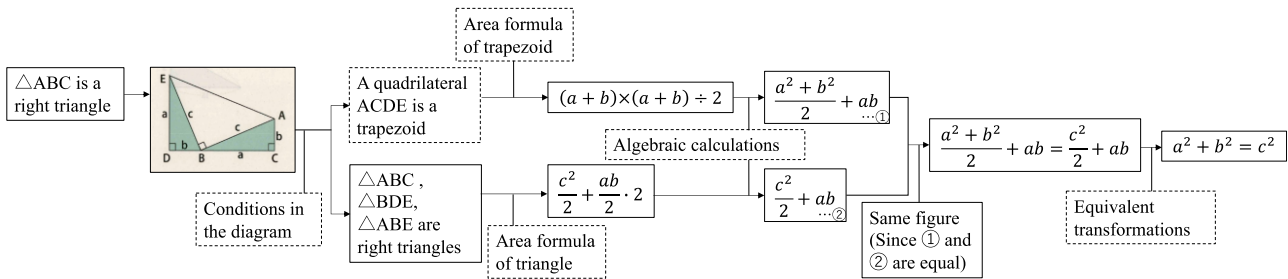 △ABC is a
right triangle
E
a
c
c
A
b
b
a
D
B
C
Conditions in
the diagram
A quadrilateral
ACDE is a
trapezoid
△ABC ,
△BDE,
△ABE are
right triangles
Area formula
of trapezoid
(a + b)×(a + b) ÷ 2
Area formula
of triangle
c²/2 + ab/2 · 2
Algebraic calculations
(a² + b²)/2 + ab
…①
c²/2 + ab
…②
Same figure
(Since ① and
② are equal)
(a² + b²)/2 + ab = c²/2 + ab
Equivalent
transformations
a² + b² = c²